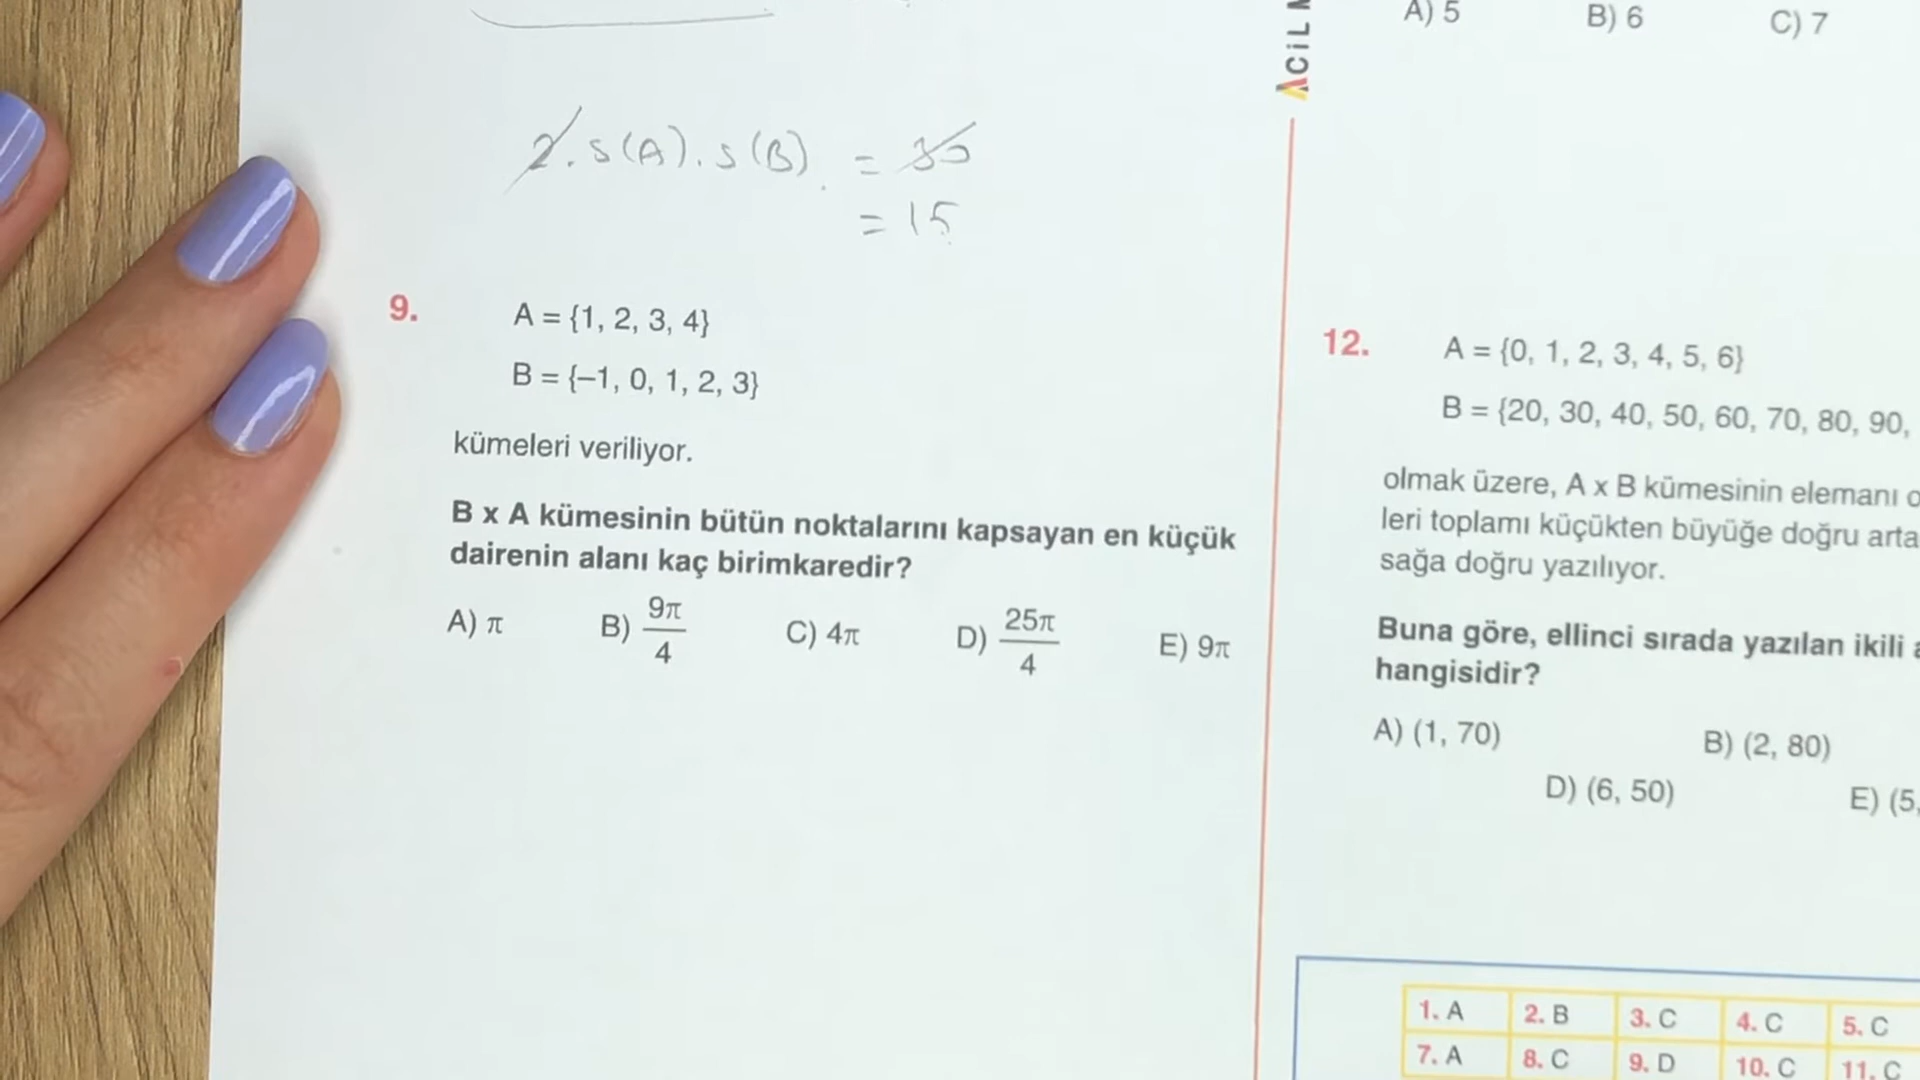 2. s(A). s(B) = 30
= 15
9.
A = {1, 2, 3, 4}
B = {–1, 0, 1, 2, 3}
kümeleri veriliyor.
B x A kümesinin bütün noktalarını kapsayan en küçük
dairenin alanı kaç birimkaredir?
A) π B) 9π/4 C) 4π D) 25π/4 E) 9π
ACİL
A) 5 B) 6 C) 7
12.
A = {0, 1, 2, 3, 4, 5, 6}
B = {20, 30, 40, 50, 60, 70, 80, 90,
olmak üzere, A x B kümesinin elemanı
leri toplamı küçükten büyüğe doğru arta
sağa doğru yazılıyor.
Buna göre, ellinci sırada yazılan ikili
hangisidir?
A) (1, 70) B) (2, 80)
D) (6, 50) E) (5,
1. A 2. B 3. C 4. C 5. C
7. A 8. C 9. D 10. C 11. C